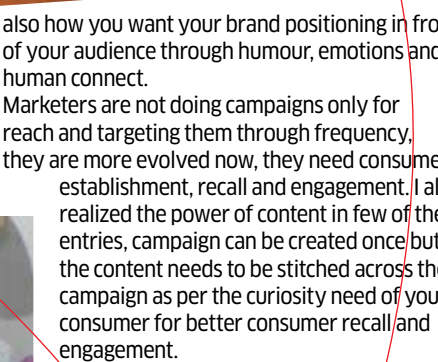 also how you want your brand positioning in fro
of your audience through humour, emotions and
human connect.
Marketers are not doing campaigns only for
reach and targeting them through frequency,
they are more evolved now, they need consume
establishment, recall and engagement. I al
realized the power of content in few of the
entries, campaign can be created once but
the content needs to be stitched across the
campaign as per the curiosity need of you
consumer for better consumer recall and
engagement.